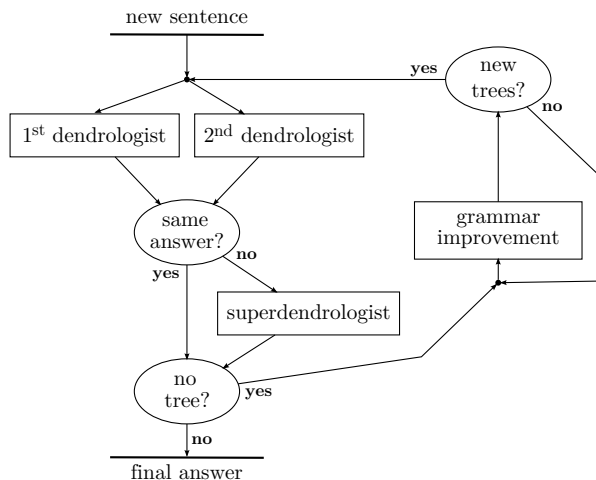 new sentence
yes
new
trees?
no
1st dendrologist
2nd dendrologist
same
answer?
yes
no
grammar
improvement
superdendrologist
no
tree?
yes
no
final answer